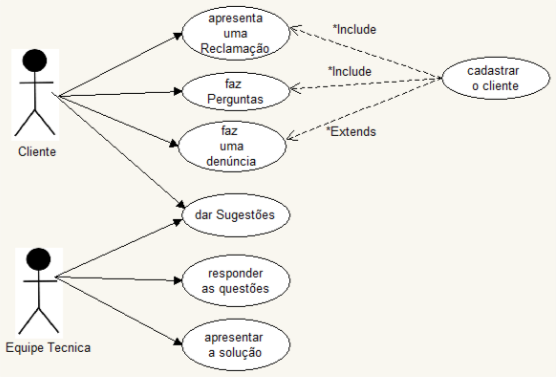 apresenta
uma
Reclamação
*Include
faz
Perguntas
*Include
cadastrar
o cliente
faz
uma
denúncia
*Extends
Cliente
dar Sugestões
responder
as questões
Equipe Tecnica
apresentar
a solução